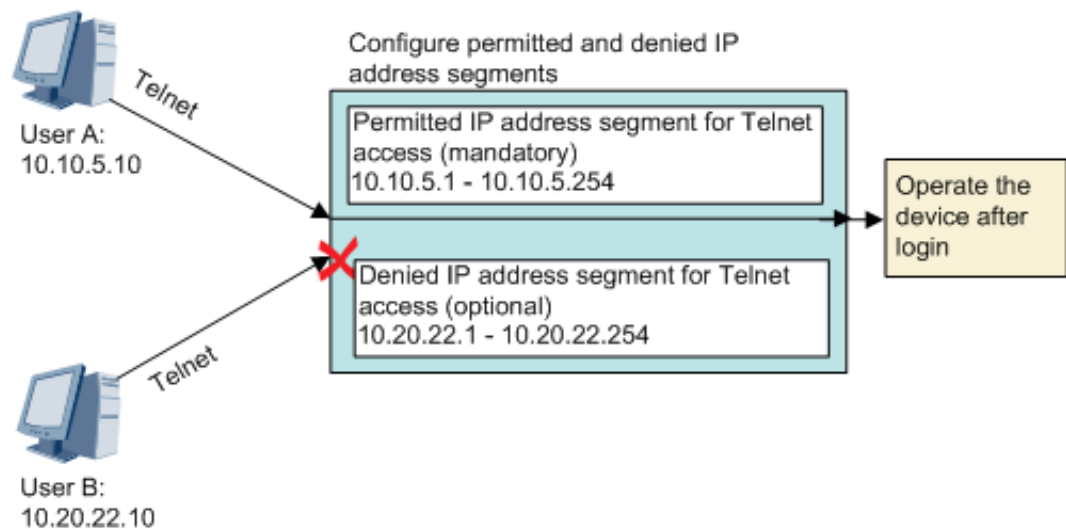 Configure permitted and denied IP
address segments
Telnet
User A:
10.10.5.10
Permitted IP address segment for Telnet
access (mandatory)
10.10.5.1 - 10.10.5.254
Operate the
device after
login
Denied IP address segment for Telnet
access (optional)
10.20.22.1 - 10.20.22.254
Telnet
User B:
10.20.22.10